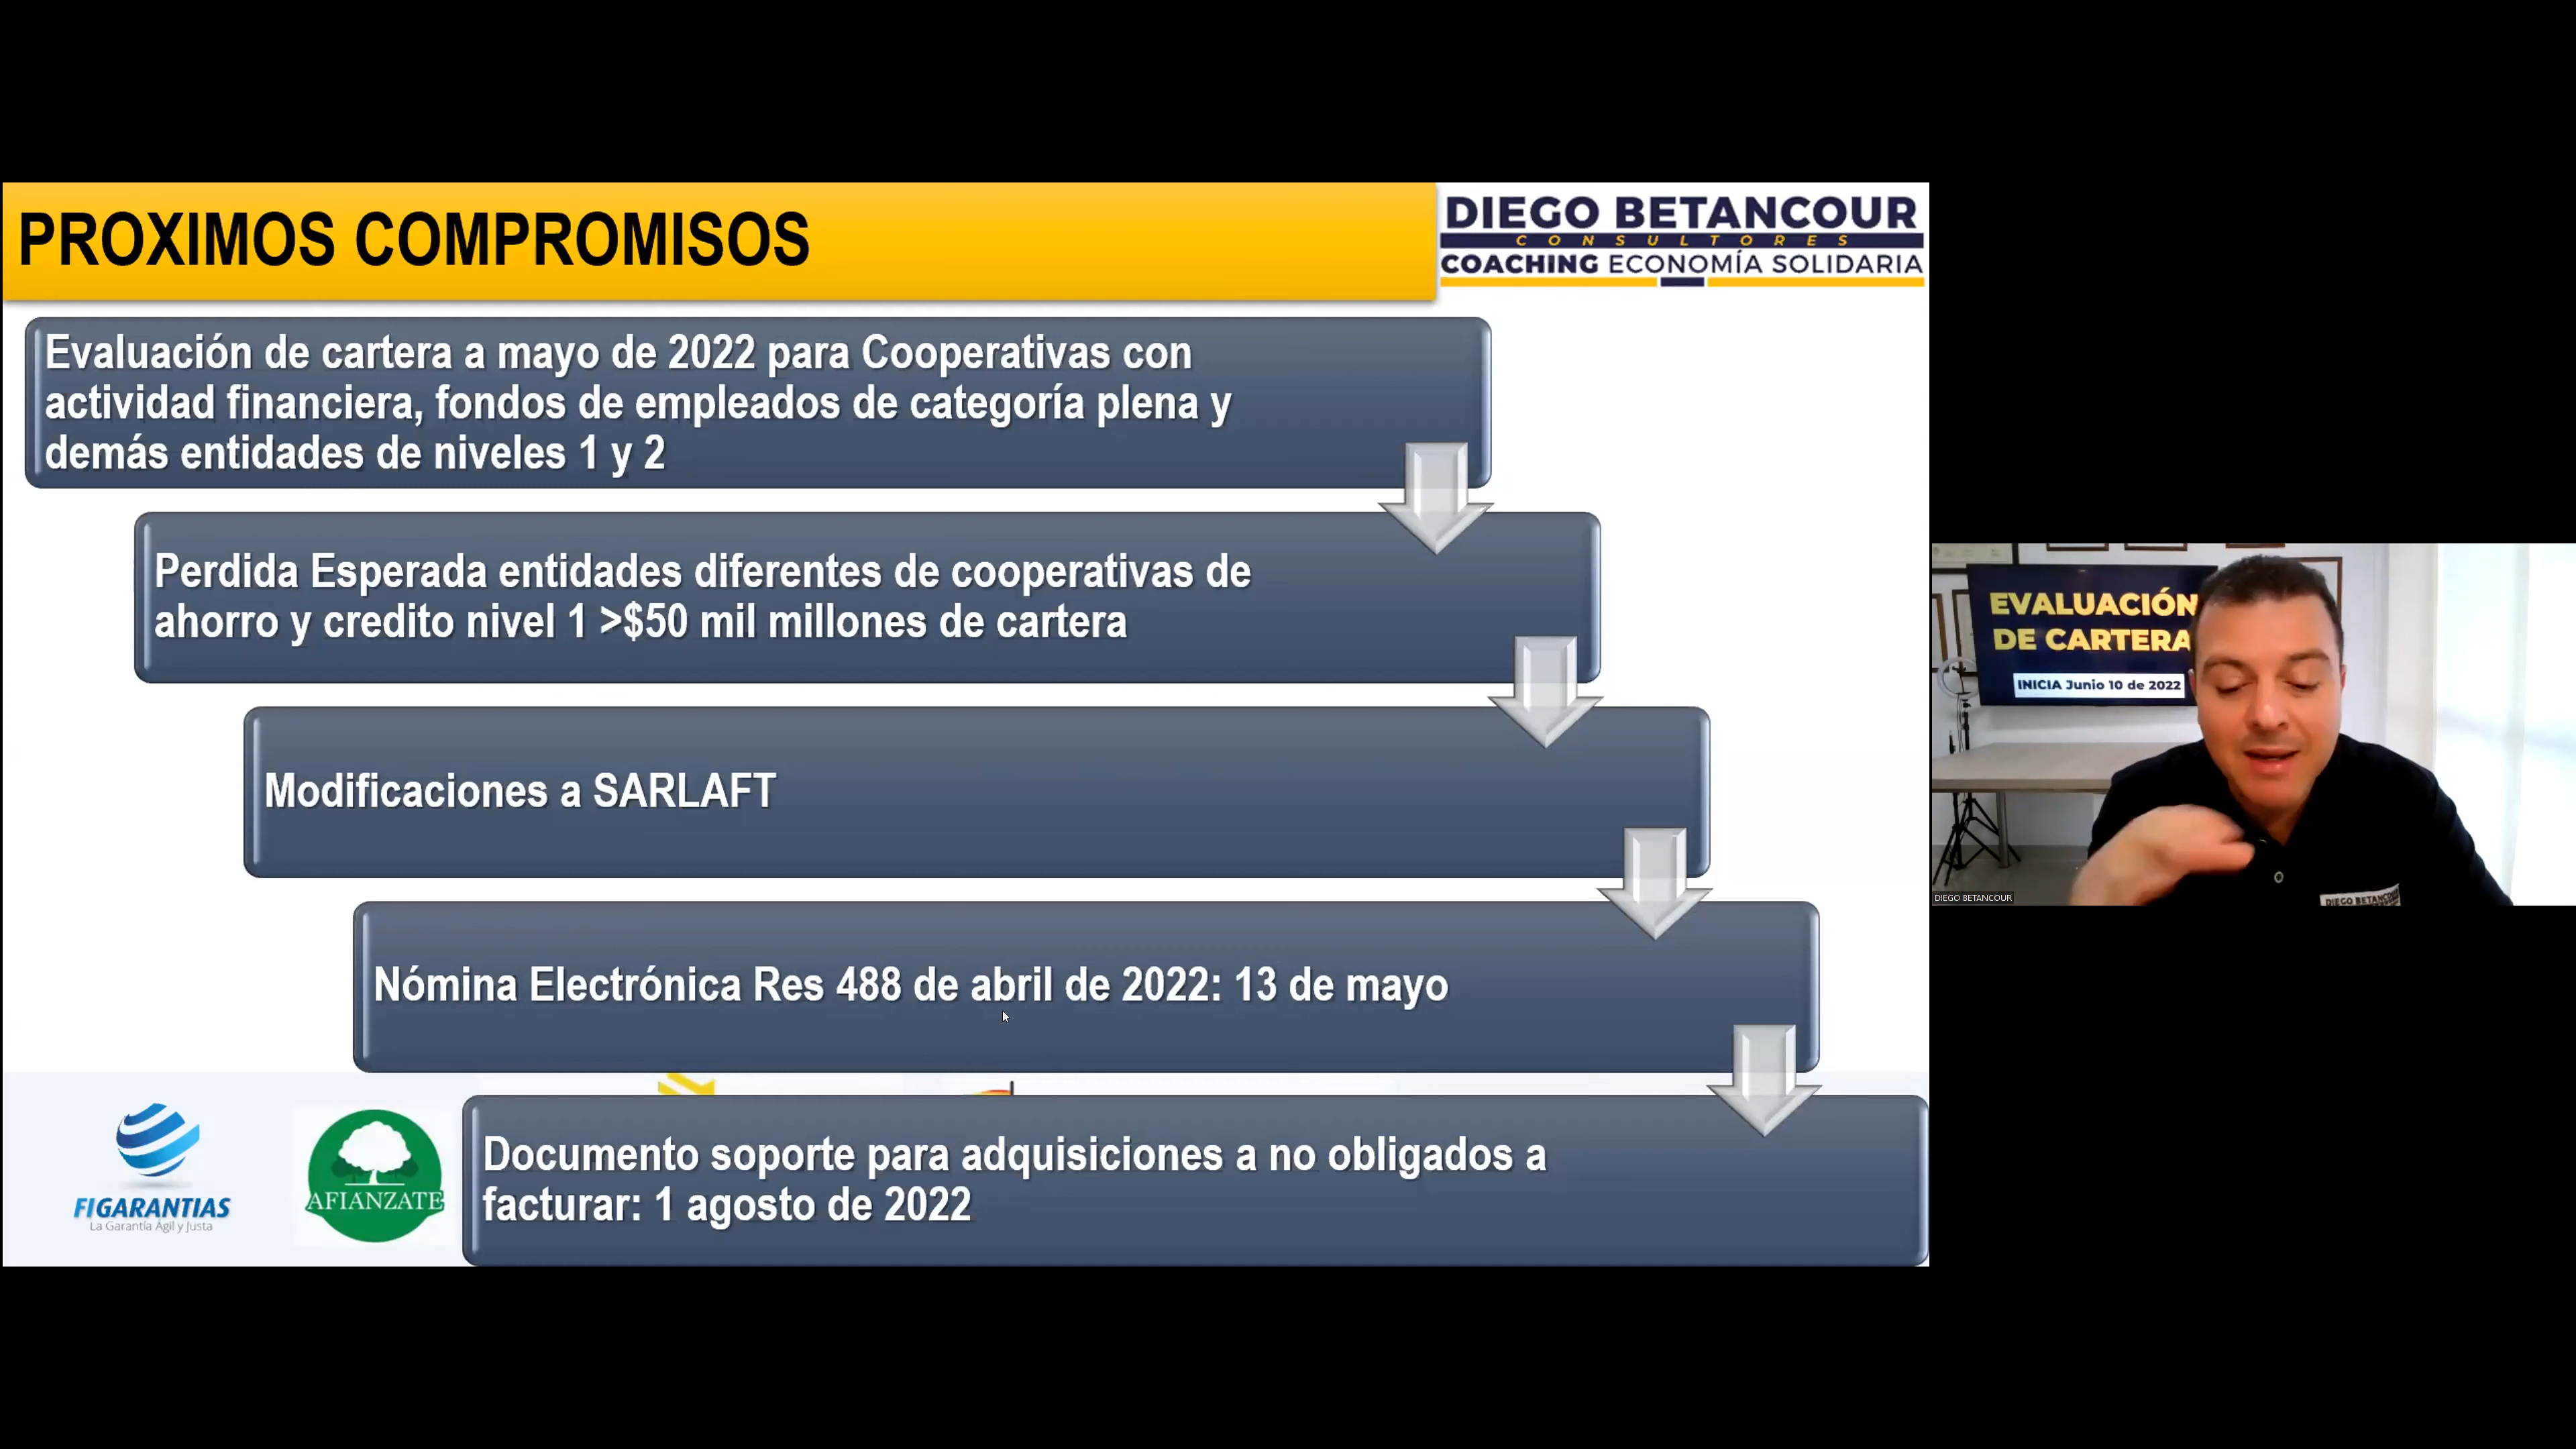 PROXIMOS COMPROMISOS
DIEGO BETANCOUR
CONSULTORES
COACHING ECONOMÍA SOLIDARIA
Evaluación de cartera a mayo de 2022 para Cooperativas con
actividad financiera, fondos de empleados de categoría plena y
demás entidades de niveles 1 y 2
Perdida Esperada entidades diferentes de cooperativas de
ahorro y credito nivel 1 >$50 mil millones de cartera
Modificaciones a SARLAFT
Nómina Electrónica Res 488 de abril de 2022: 13 de mayo
Documento soporte para adquisiciones a no obligados a
facturar: 1 agosto de 2022
FIGARANTIAS
La Garantía Ágil y Justa
AFIANZATE
EVALUACIÓN
DE CARTERA
INICIA Junio 10 de 2022
DIEGO BETANCOUR
DIEGO BETANCO